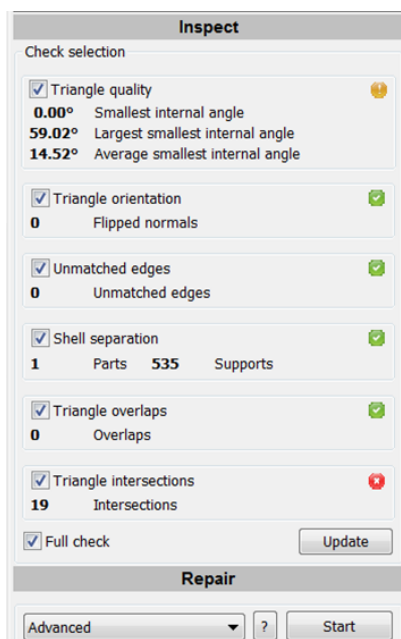 Inspect
Check selection
Triangle quality
0.00° Smallest internal angle
59.02° Largest smallest internal angle
14.52° Average smallest internal angle
Triangle orientation
0 Flipped normals
Unmatched edges
0 Unmatched edges
Shell separation
1 Parts 535 Supports
Triangle overlaps
0 Overlaps
Triangle intersections
19 Intersections
Full check Update
Repair
Advanced ? Start